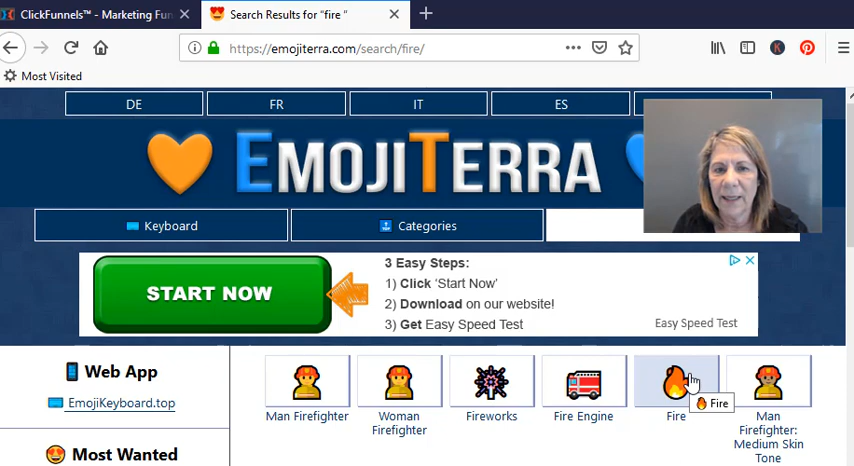 ClickFunnels™ - Marketing Fun
Search Results for "fire "
https://emojiterra.com/search/fire/
Most Visited
DE
FR
IT
ES
EMOJITERRA
Keyboard
Categories
START NOW
3 Easy Steps:
1) Click 'Start Now'
2) Download on our website!
3) Get Easy Speed Test
Easy Speed Test
Web App
EmojiKeyboard.top
Most Wanted
Man Firefighter
Woman
Firefighter
Fireworks
Fire Engine
Fire
Fire
Man
Firefighter:
Medium Skin
Tone